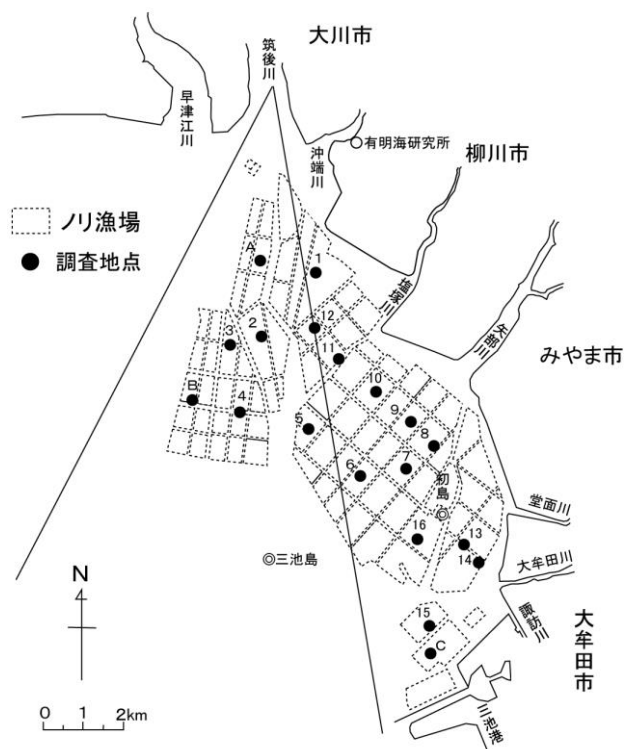 大川市
筑後川
早津江川
沖端川
有明海研究所
柳川市
ノリ漁場
調査地点
塩塚川
矢部川
みやま市
A
1
12
2
3
11
B
4
10
5
9
8
6
7
初島
堂面川
16
13
14
大牟田川
三池島
諏訪川
大牟田市
N
15
C
三池港
0 1 2km